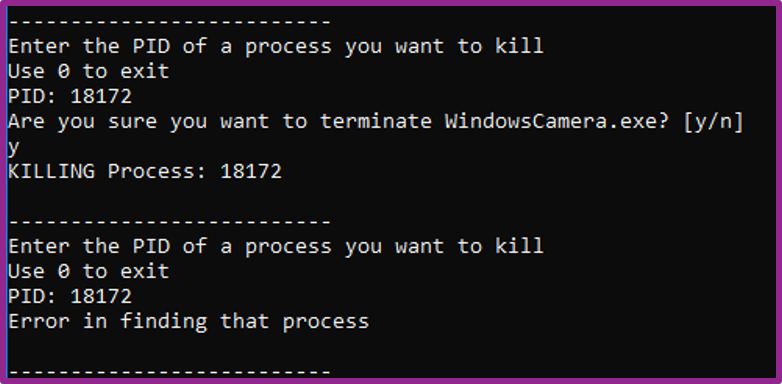 --------------------------
Enter the PID of a process you want to kill
Use 0 to exit
PID: 18172
Are you sure you want to terminate WindowsCamera.exe? [y/n]
y
KILLING Process: 18172
--------------------------
Enter the PID of a process you want to kill
Use 0 to exit
PID: 18172
Error in finding that process
--------------------------